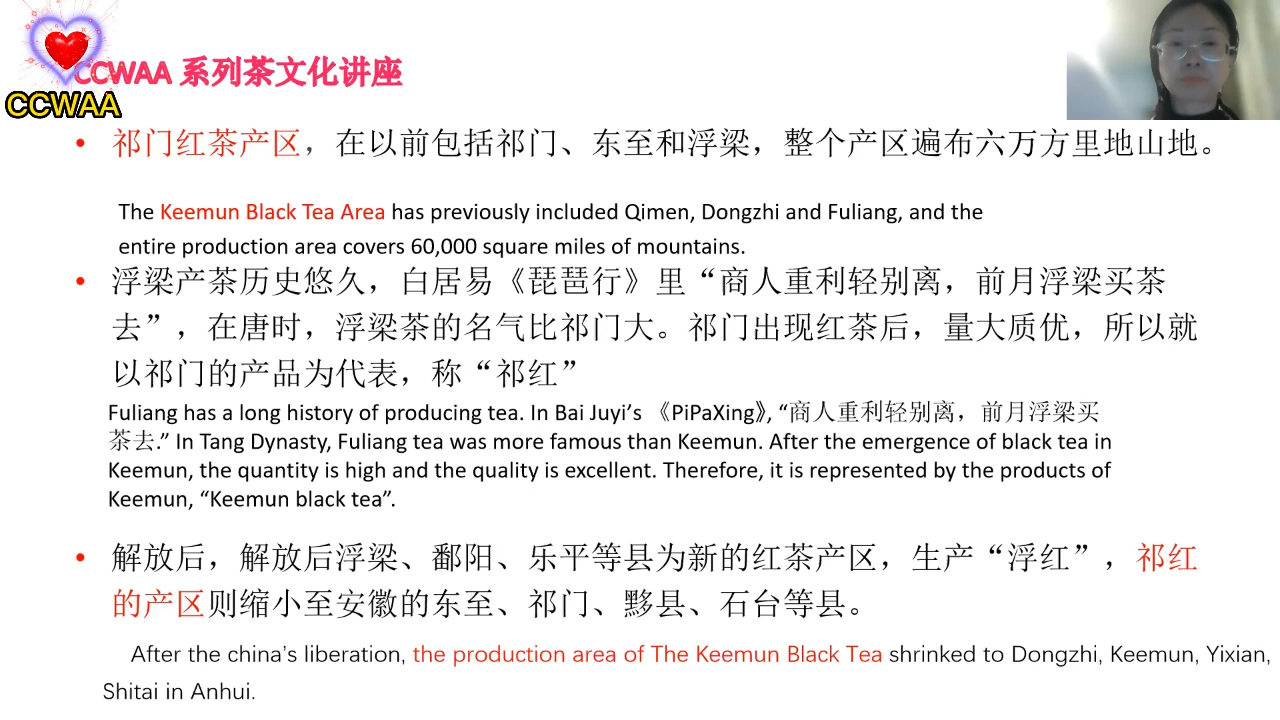 CCWAA 系列茶文化讲座
CCWAA
• 祁门红茶产区，在以前包括祁门、东至和浮梁，整个产区遍布六万方里地山地。
The Keemun Black Tea Area has previously included Qimen, Dongzhi and Fuliang, and the
entire production area covers 60,000 square miles of mountains.
• 浮梁产茶历史悠久，白居易《琵琶行》里“商人重利轻别离，前月浮梁买茶
去”，在唐时，浮梁茶的名气比祁门大。祁门出现红茶后，量大质优，所以就
以祁门的产品为代表，称“祁红”
Fuliang has a long history of producing tea. In Bai Juyi’s 《PiPaXing》, “商人重利轻别离，前月浮梁买
茶去.” In Tang Dynasty, Fuliang tea was more famous than Keemun. After the emergence of black tea in
Keemun, the quantity is high and the quality is excellent. Therefore, it is represented by the products of
Keemun, “Keemun black tea”.
• 解放后，解放后浮梁、鄱阳、乐平等县为新的红茶产区，生产“浮红”，祁红
的产区则缩小至安徽的东至、祁门、黟县、石台等县。
After the china’s liberation, the production area of The Keemun Black Tea shrinked to Dongzhi, Keemun, Yixian,
Shitai in Anhui.